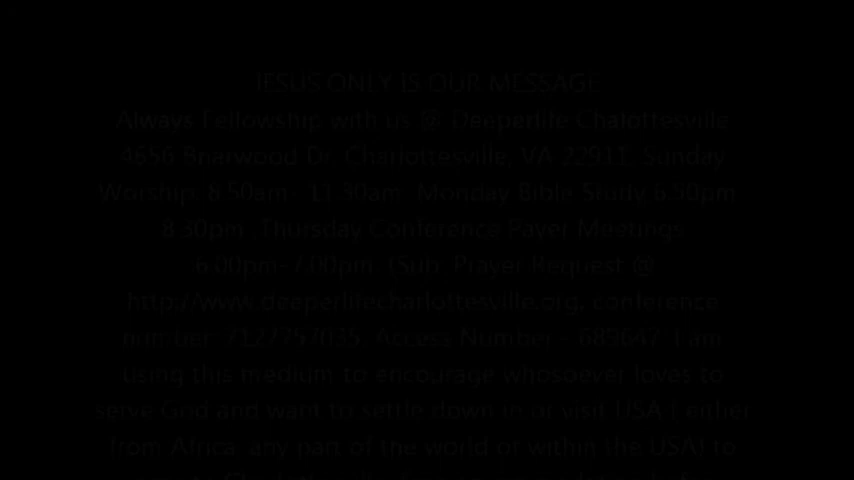 JESUS ONLY IS OUR MESSAGE
Always Fellowship with us @ Deeperlife Chalottesville
4656 Briarwood Dr. Charlottesville, VA 22911. Sunday
Worship: 8.50am- 11.30am. Monday Bible Study 6.50pm-
8.30pm .Thursday Conference Payer Meetings
6.00pm-7.00pm. (Sub. Prayer Request @
http://www.deeperlifecharlottesville.org. conference
number: 7127757035. Access Number - 689647. I am
using this medium to encourage whosoever loves to
serve God and want to settle down in or visit USA ( either
from Africa, any part of the world or within the USA) to